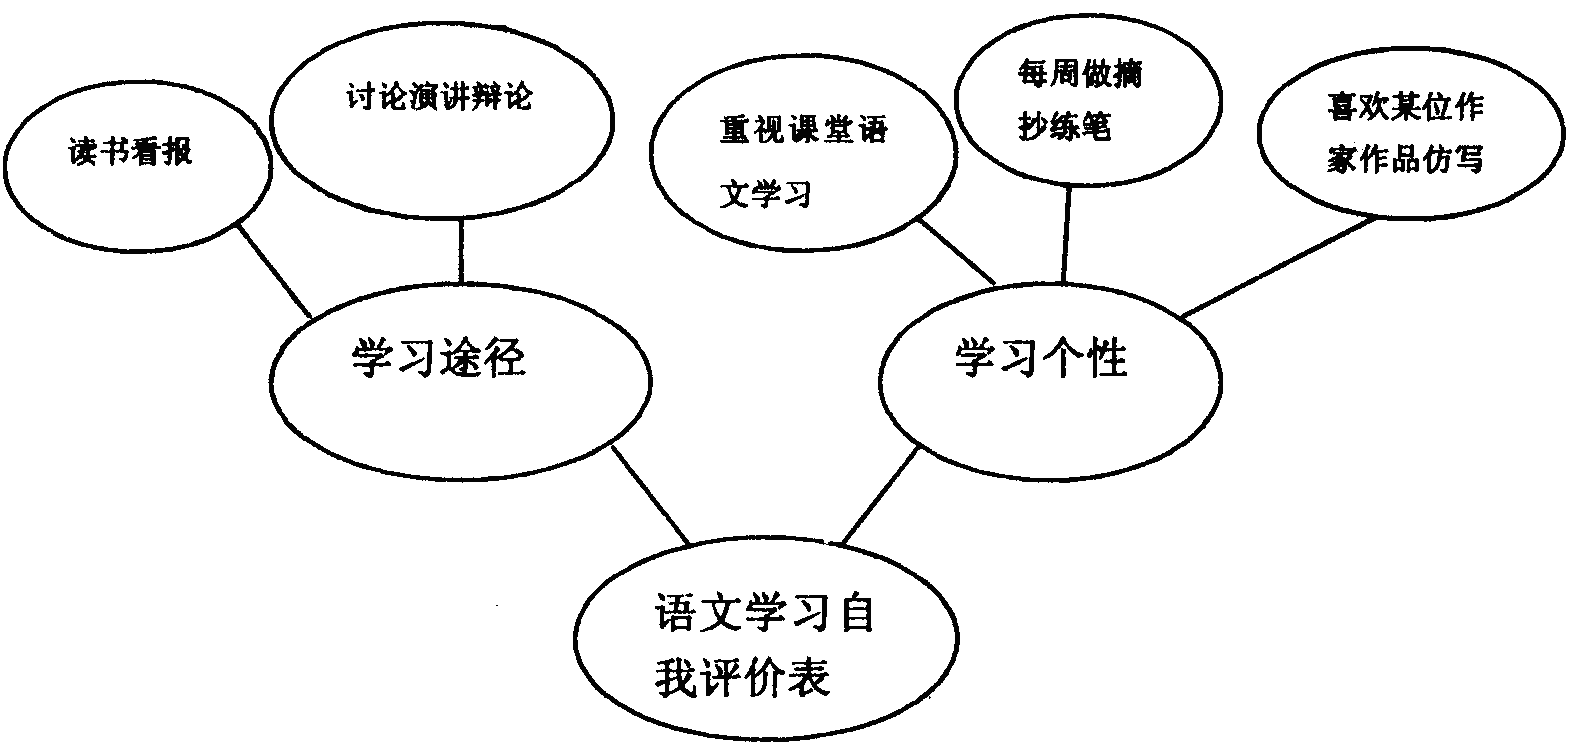 读书看报
讨论演讲辩论
重视课堂语
文学习
每周做摘
抄练笔
喜欢某位作
家作品仿写
学习途径
学习个性
语文学习自
我评价表